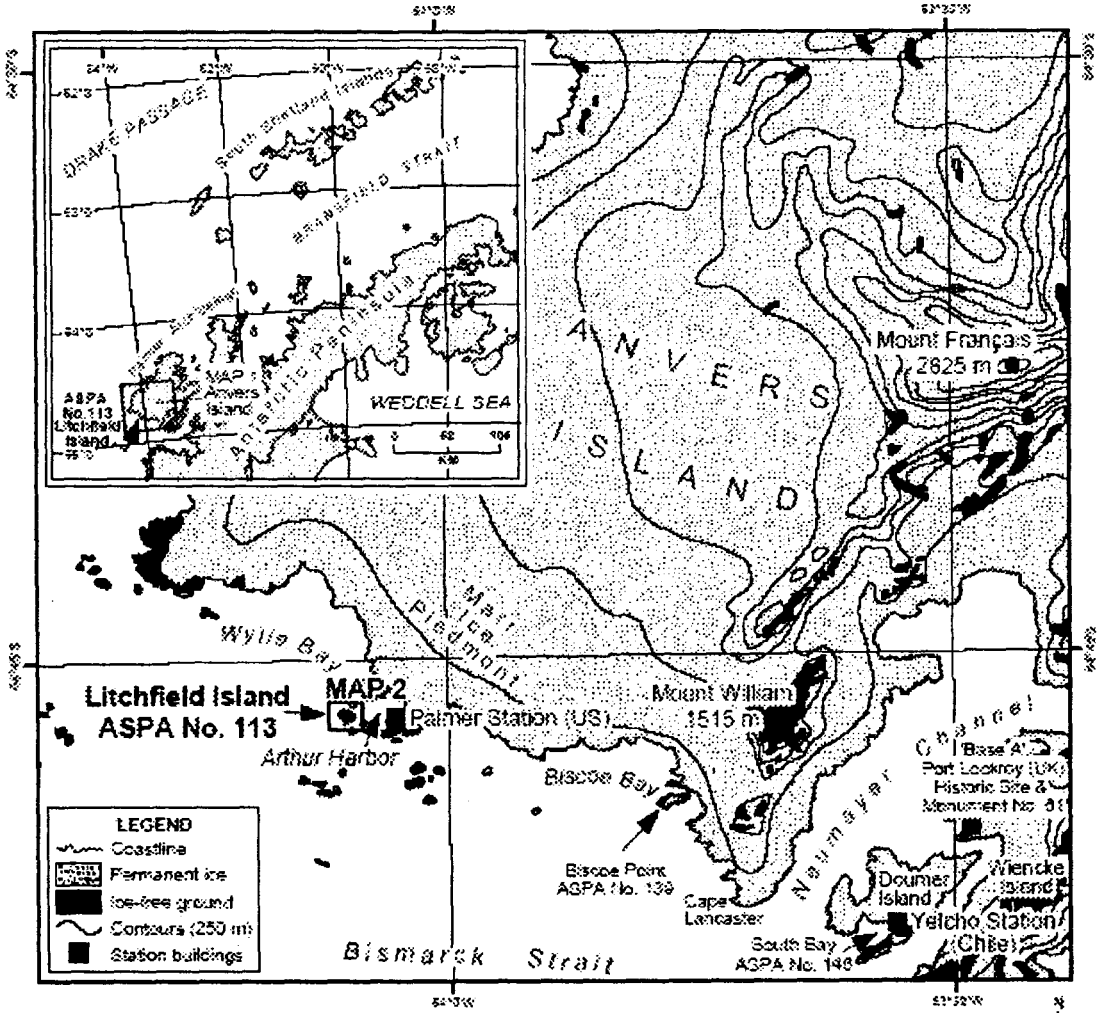 DRAKE PASSAGE
South Shetland Islands
BRANSFIELD STRAIT
Antarctic Peninsula
WEDDELL SEA
MAP
Anvers
Island
ASPA
No. 113
Litchfield
Island
KM
ANVERS
ISLAND
Mount Français
2825 m
Marr
Ice
Piedmont
Wylie Bay
Litchfield Island
ASPA No. 113
MAP 2
Palmer Station (US)
Arthur Harbor
Mount William
1515 m
Biscoe Bay
Biscoe Point
ASPA No. 139
Cape
Lancaster
Neumayer Channel
'Base A'
Port Lockroy (UK)
Historic Site &
Monument No. 61
Doumer
Island
Wiencke
Island
Yelcho Station
(Chile)
South Bay
ASPA No. 146
Bismarck Strait
LEGEND
Coastline
Permanent ice
Ice-free ground
Contours (250 m)
Station buildings